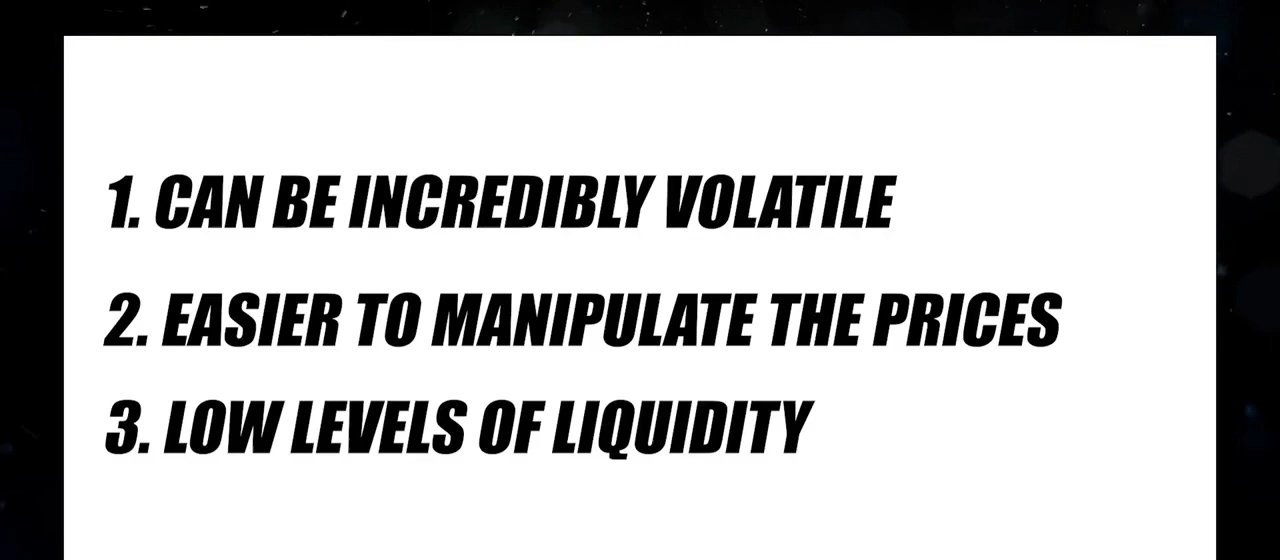 1. CAN BE INCREDIBLY VOLATILE
2. EASIER TO MANIPULATE THE PRICES
3. LOW LEVELS OF LIQUIDITY